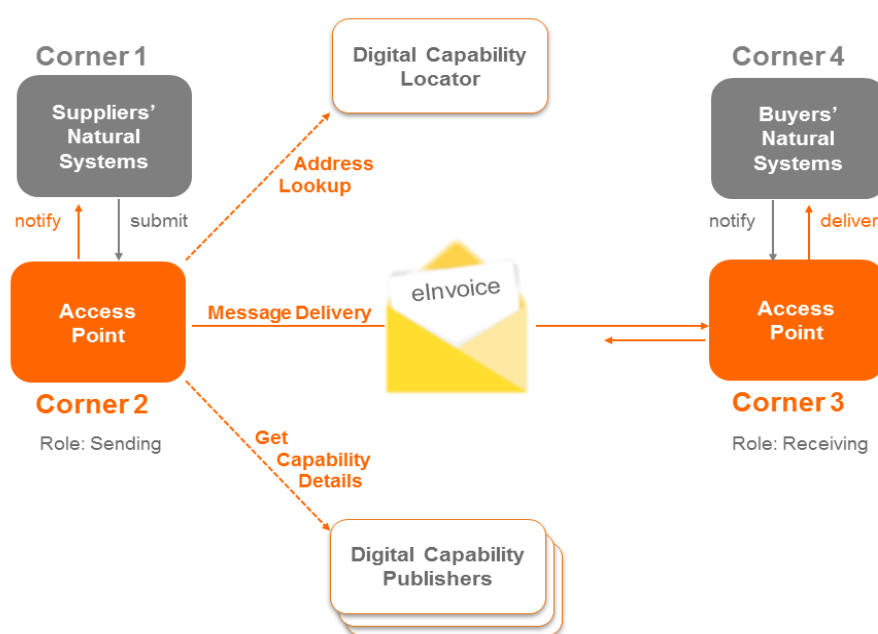 Corner 1
Suppliers’
Natural
Systems
notify
submit
Access
Point
Corner 2
Role: Sending
Digital Capability
Locator
Address
Lookup
Message Delivery
eInvoice
Get
Capability
Details
Digital Capability
Publishers
Corner 4
Buyers’
Natural
Systems
notify
deliver
Access
Point
Corner 3
Role: Receiving